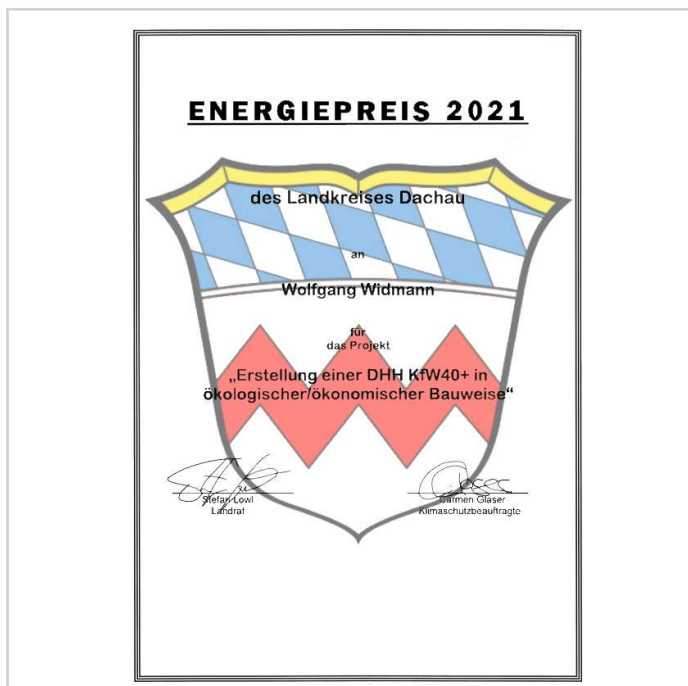 ENERGIEPREIS 2021
des Landkreises Dachau
an
Wolfgang Widmann
für
das Projekt
„Erstellung einer DHH KfW40+ in
ökologischer/ökonomischer Bauweise“
Stefan Löwl
Landrat
Carmen Gläser
Klimaschutzbeauftragte